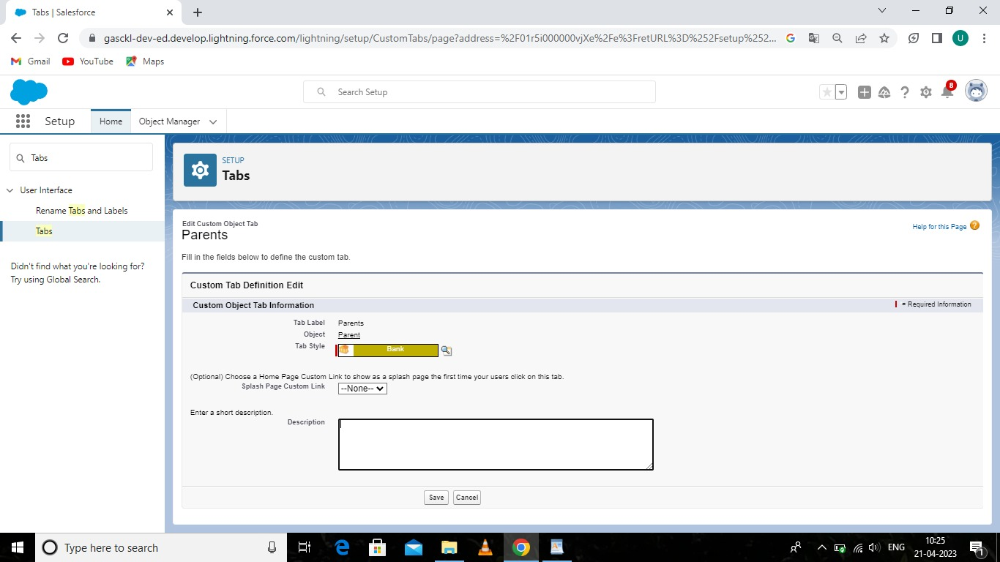 Tabs | Salesforce
gasckl-dev-ed.develop.lightning.force.com/lightning/setup/CustomTabs/page?address=%2F01r5i000000vjXe%2Fe%3FretURL%3D%252Fsetup%252...
U
Gmail
YouTube
Maps
Search Setup
8
Setup
Home
Object Manager
Tabs
User Interface
Rename Tabs and Labels
Tabs
Didn't find what you're looking for?
Try using Global Search.
SETUP
Tabs
Edit Custom Object Tab
Parents
Help for this Page ?
Fill in the fields below to define the custom tab.
Custom Tab Definition Edit
Custom Object Tab Information
= Required Information
Tab Label Parents
Object Parent
Tab Style Bank
(Optional) Choose a Home Page Custom Link to show as a splash page the first time your users click on this tab.
Splash Page Custom Link --None--
Enter a short description.
Description
Save Cancel
Type here to search
ENG
10:25
21-04-2023
1